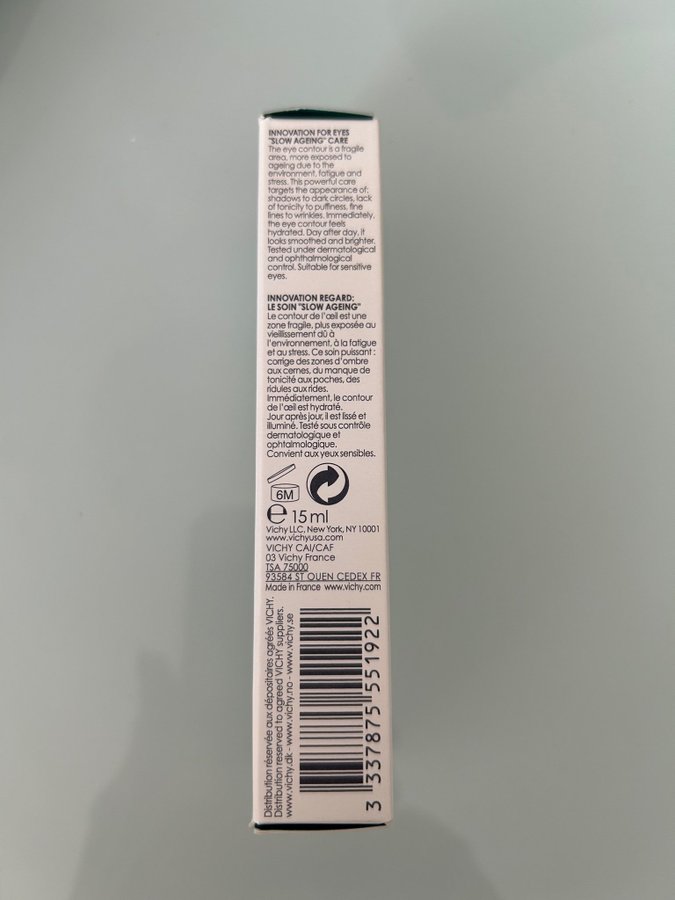 INNOVATION FOR EYES
"SLOW AGEING" CARE
The eye contour is a fragile
area, more exposed to
ageing due to the
environment, fatigue and
stress. This powerful care
targets the appearance of:
shadows to dark circles, lack
of tonicity to puffiness, fine
lines to wrinkles. Immediately,
the eye contour feels
hydrated. Day after day, it
looks smoothed and brighter.
Tested under dermatological
and ophthalmological
control. Suitable for sensitive
eyes.
INNOVATION REGARD:
LE SOIN "SLOW AGEING"
Le contour de l'œil est une
zone fragile, plus exposée au
vieillissement dû à
l'environnement, à la fatigue
et au stress. Ce soin puissant :
corrige des zones d'ombre
aux cernes, du manque de
tonicité aux poches, des
ridules aux rides.
Immédiatement, le contour
de l'œil est hydraté.
Jour après jour, il est lissé et
illuminé. Testé sous contrôle
dermatologique et
ophtalmologique.
Convient aux yeux sensibles.
6M
℮ 15 ml
Vichy LLC, New York, NY 10001
www.vichyusa.com
VICHY CAI/CAF
03 Vichy France
TSA 75000
93584 ST OUEN CEDEX FR
Made in France www.vichy.com
Distribution réservée aux dépositaires agréés VICHY.
Distribution reserved to agreed VICHY suppliers.
www.vichy.dk - www.vichy.no - www.vichy.se
3 337875 551922